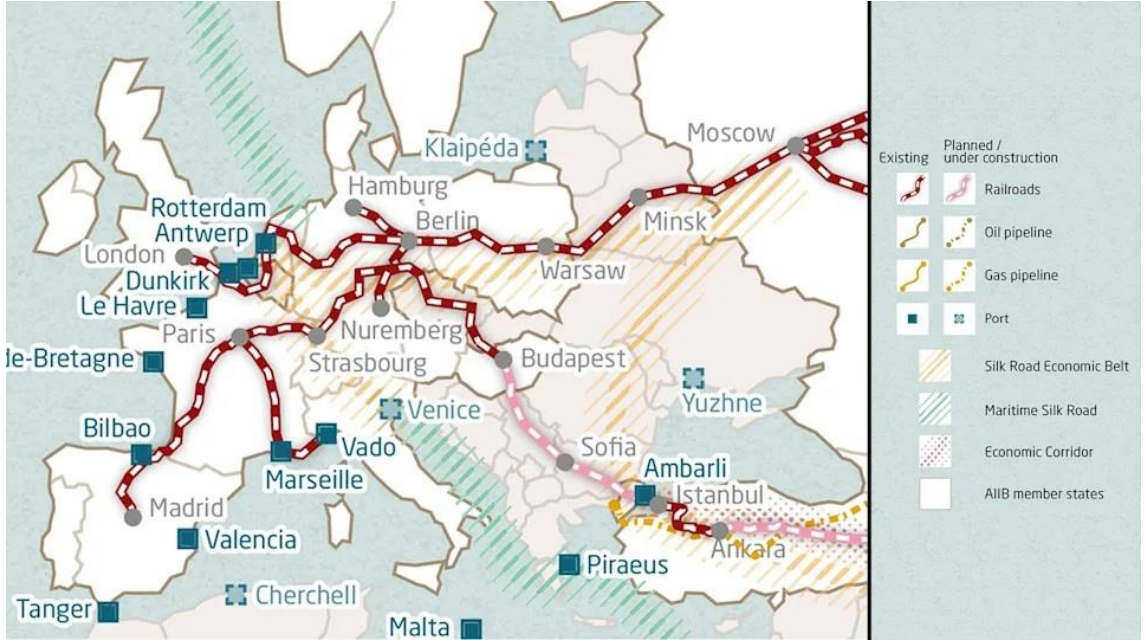 Moscow
Klaipéda
Hamburg
Rotterdam
Berlin
Minsk
Antwerp
London
Warsaw
Dunkirk
Le Havre
Paris
Nuremberg
de-Bretagne
Strasbourg
Budapest
Yuzhne
Venice
Bilbao
Vado
Sofia
Ambarli
Marseille
Istanbul
Madrid
Valencia
Ankara
Piraeus
Cherchell
Tanger
Malta
Existing
Planned /
under construction
Railroads
Oil pipeline
Gas pipeline
Port
Silk Road Economic Belt
Maritime Silk Road
Economic Corridor
AIIB member states